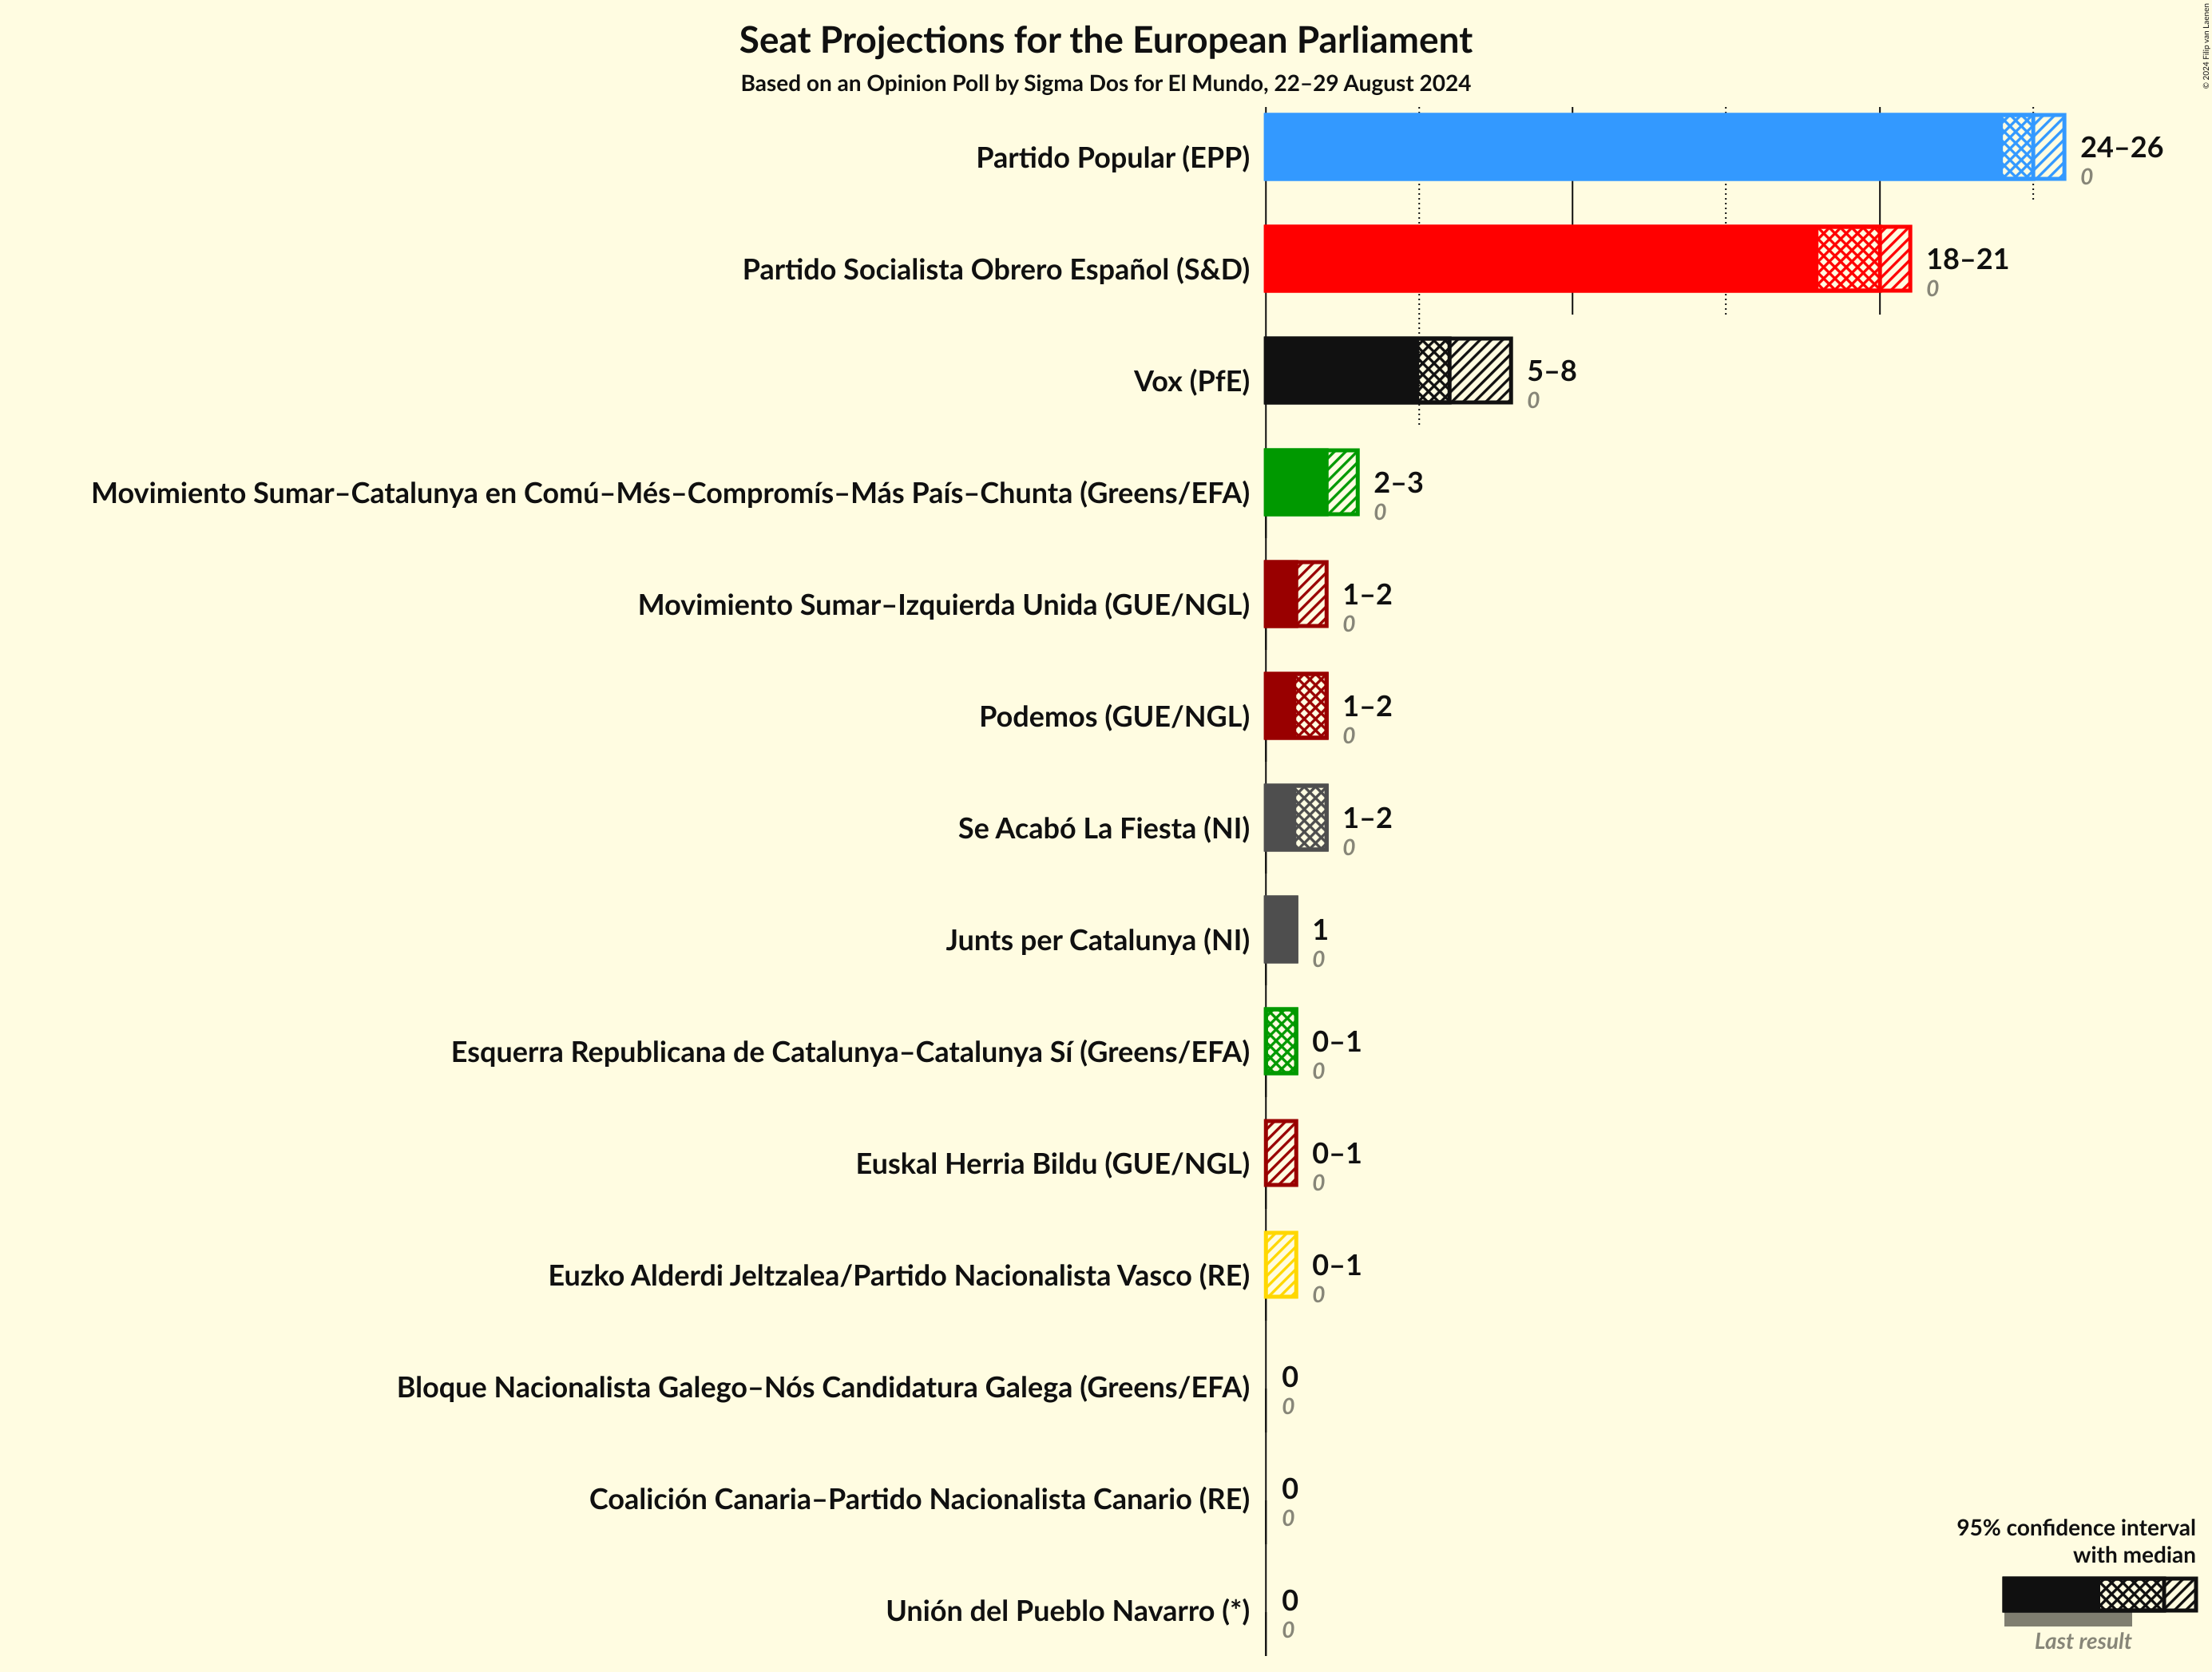 Seat Projections for the European Parliament
Based on an Opinion Poll by Sigma Dos for El Mundo, 22–29 August 2024
© 2024 Filip van Laenen
Partido Popular (EPP)
24–26
0
Partido Socialista Obrero Español (S&D)
18–21
0
Vox (PfE)
5–8
0
Movimiento Sumar–Catalunya en Comú–Més–Compromís–Más País–Chunta (Greens/EFA)
2–3
0
Movimiento Sumar–Izquierda Unida (GUE/NGL)
1–2
0
Podemos (GUE/NGL)
1–2
0
Se Acabó La Fiesta (NI)
1–2
0
Junts per Catalunya (NI)
1
0
Esquerra Republicana de Catalunya–Catalunya Sí (Greens/EFA)
0–1
0
Euskal Herria Bildu (GUE/NGL)
0–1
0
Euzko Alderdi Jeltzalea/Partido Nacionalista Vasco (RE)
0–1
0
Bloque Nacionalista Galego–Nós Candidatura Galega (Greens/EFA)
0
0
Coalición Canaria–Partido Nacionalista Canario (RE)
0
0
Unión del Pueblo Navarro (*)
0
0
95% confidence interval
with median
Last result